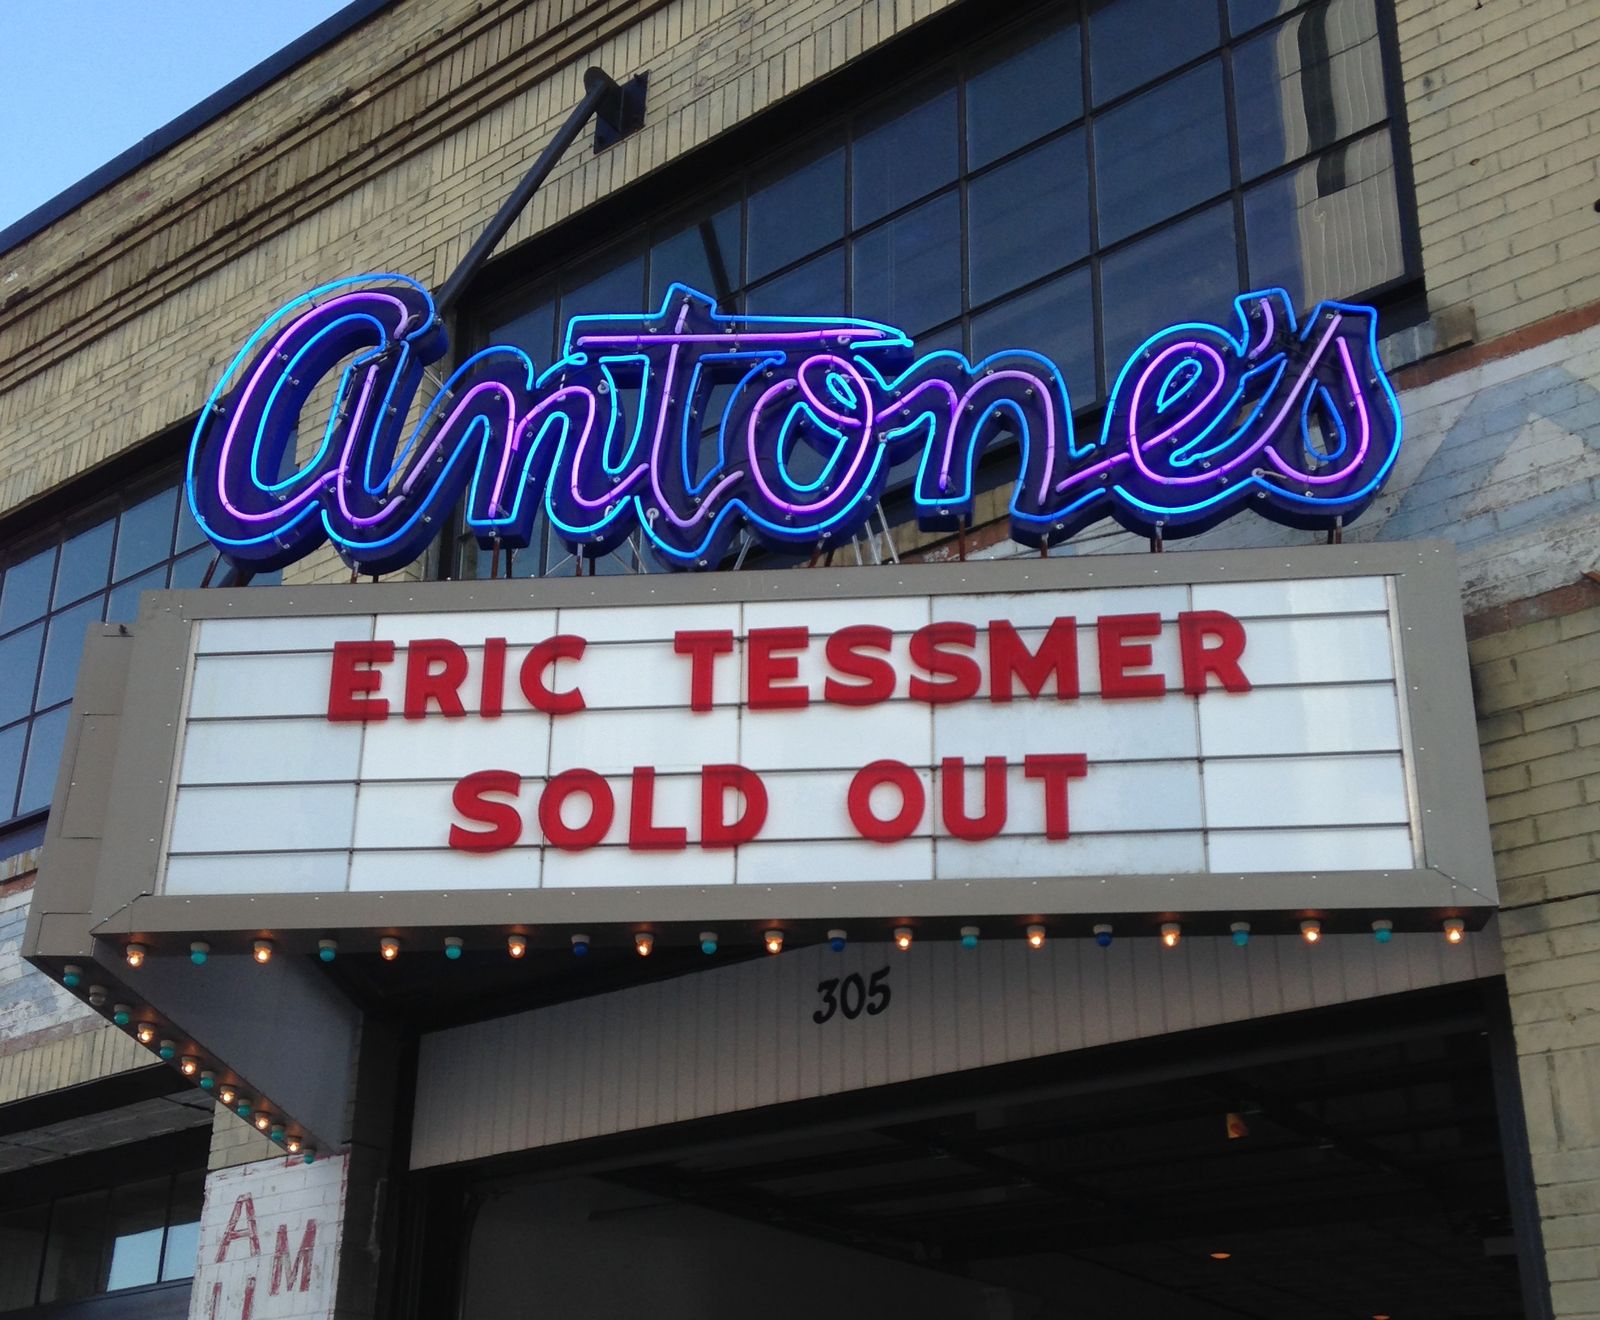 antone's
ERIC TESSMER
SOLD OUT
305
A
M